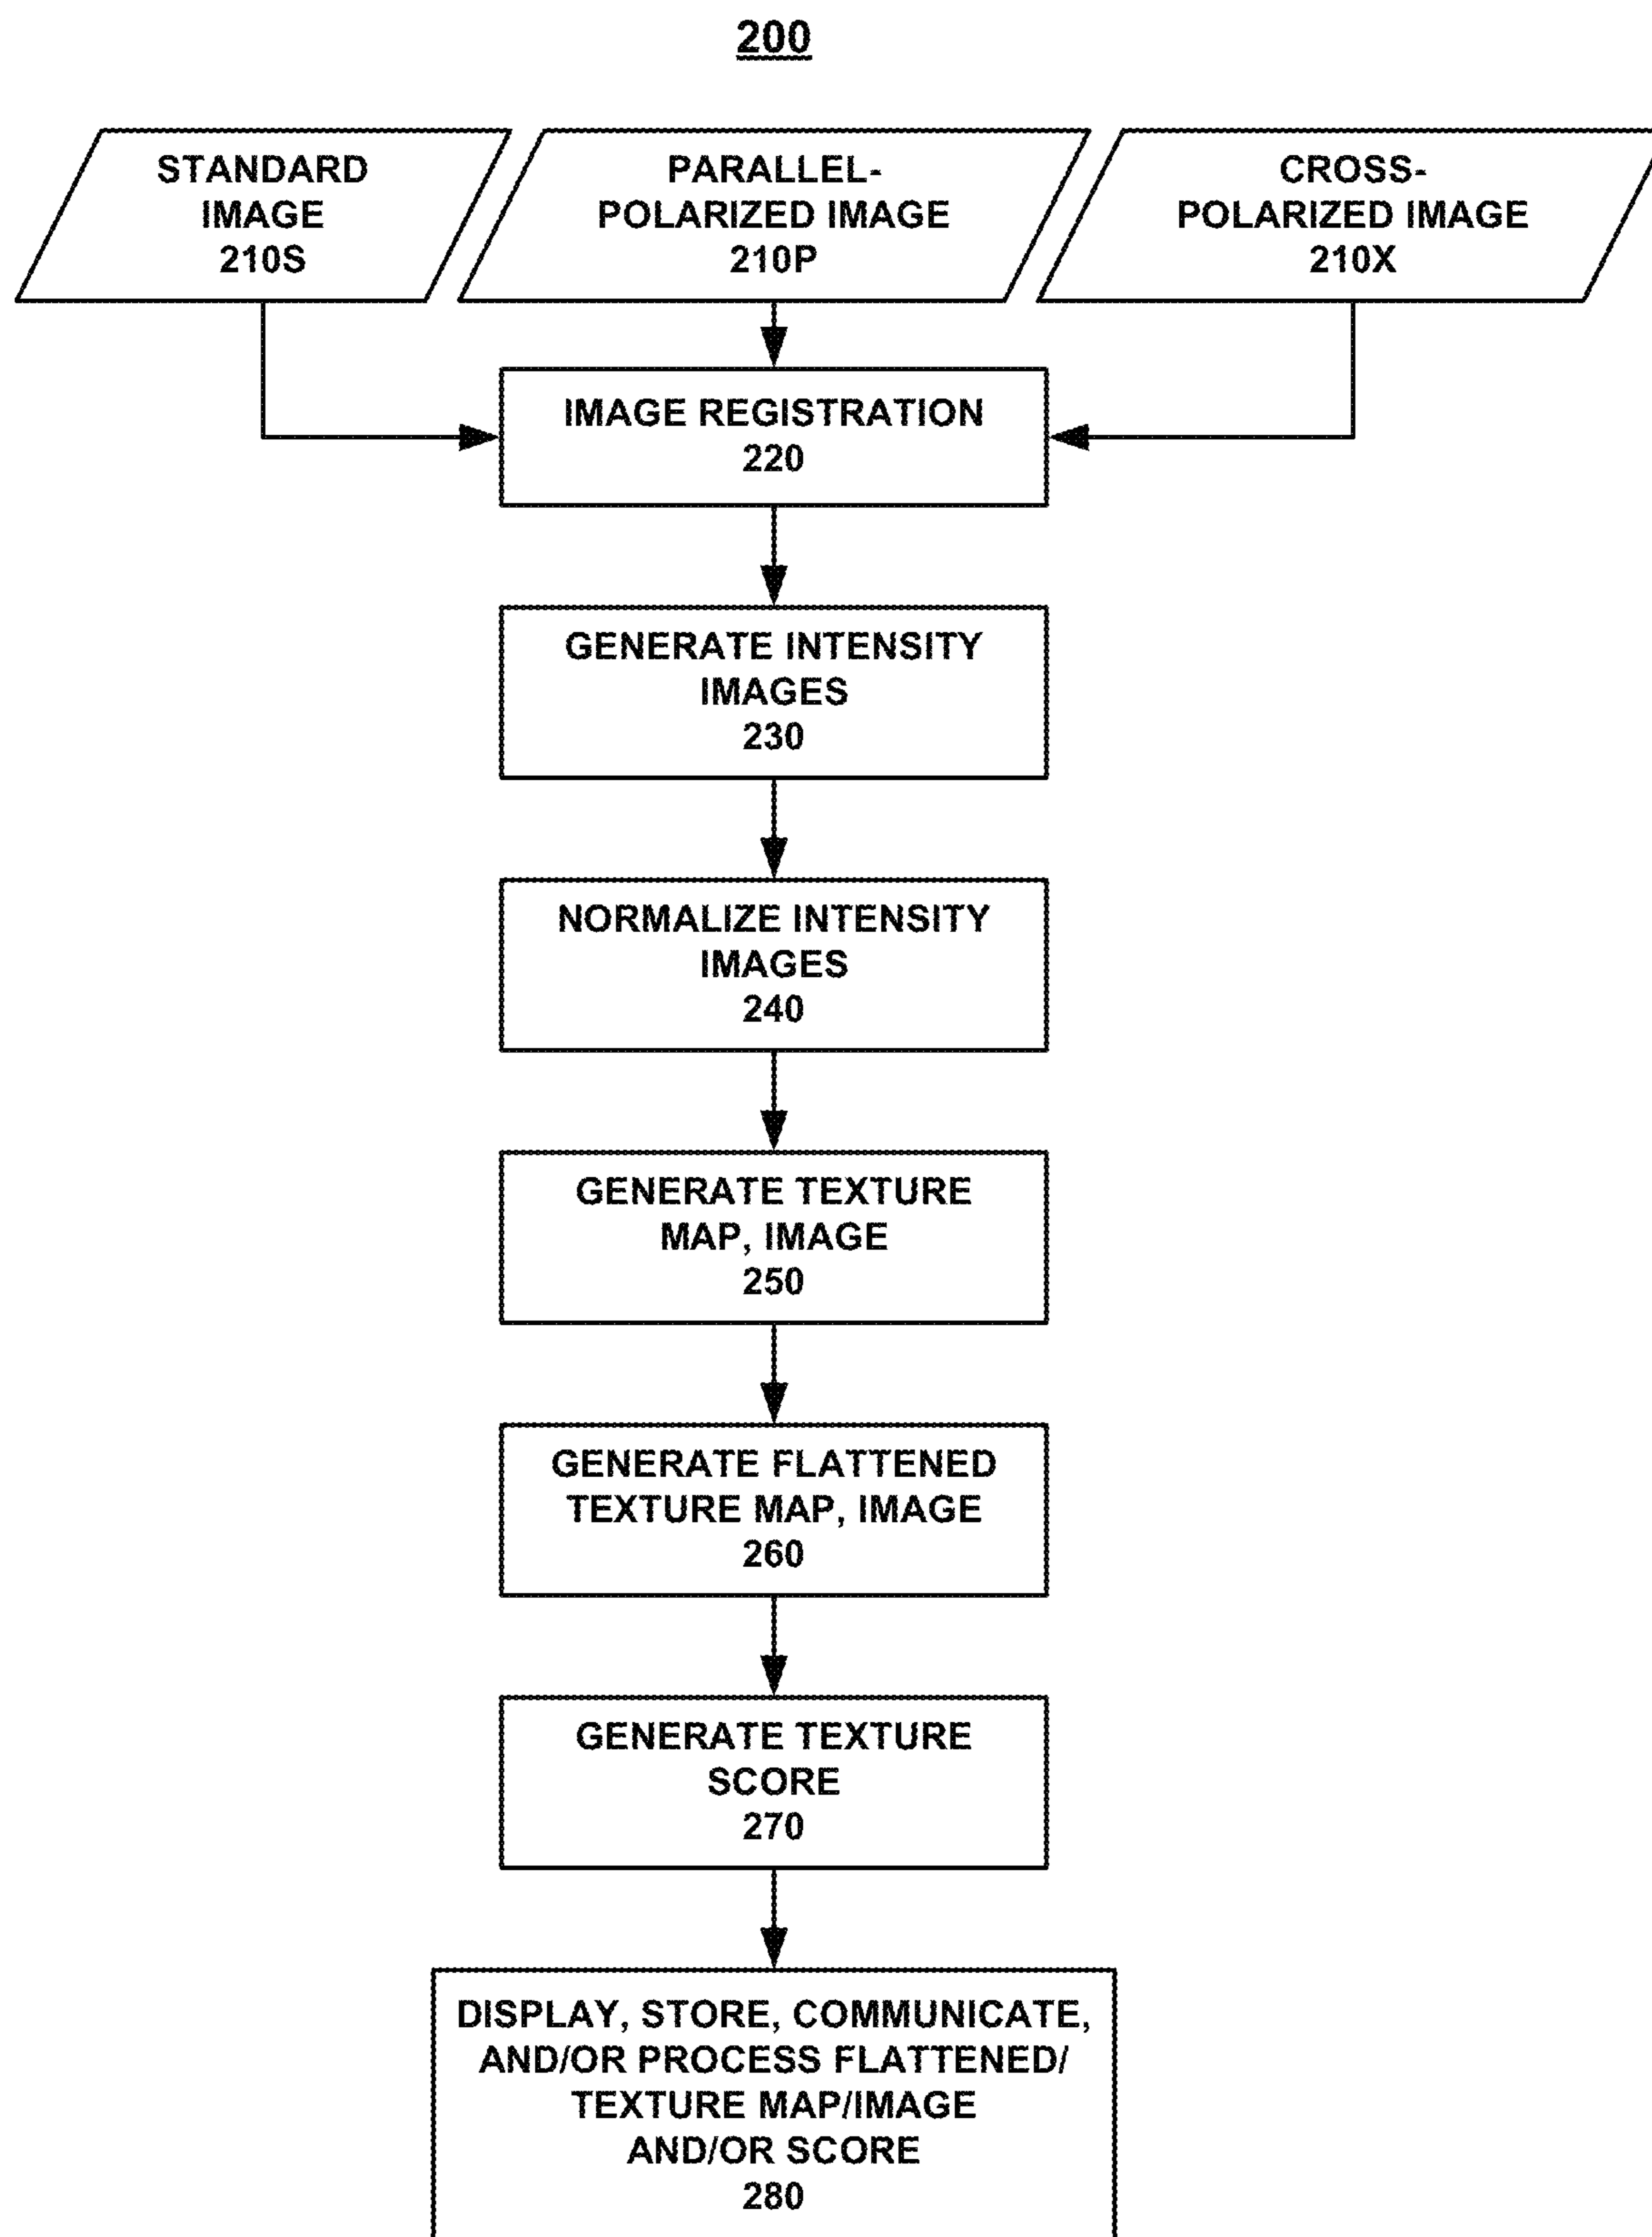 200
STANDARD
IMAGE
210S
PARALLEL-
POLARIZED IMAGE
210P
CROSS-
POLARIZED IMAGE
210X
IMAGE REGISTRATION
220
GENERATE INTENSITY
IMAGES
230
NORMALIZE INTENSITY
IMAGES
240
GENERATE TEXTURE
MAP, IMAGE
250
GENERATE FLATTENED
TEXTURE MAP, IMAGE
260
GENERATE TEXTURE
SCORE
270
DISPLAY, STORE, COMMUNICATE,
AND/OR PROCESS FLATTENED/
TEXTURE MAP/IMAGE
AND/OR SCORE
280